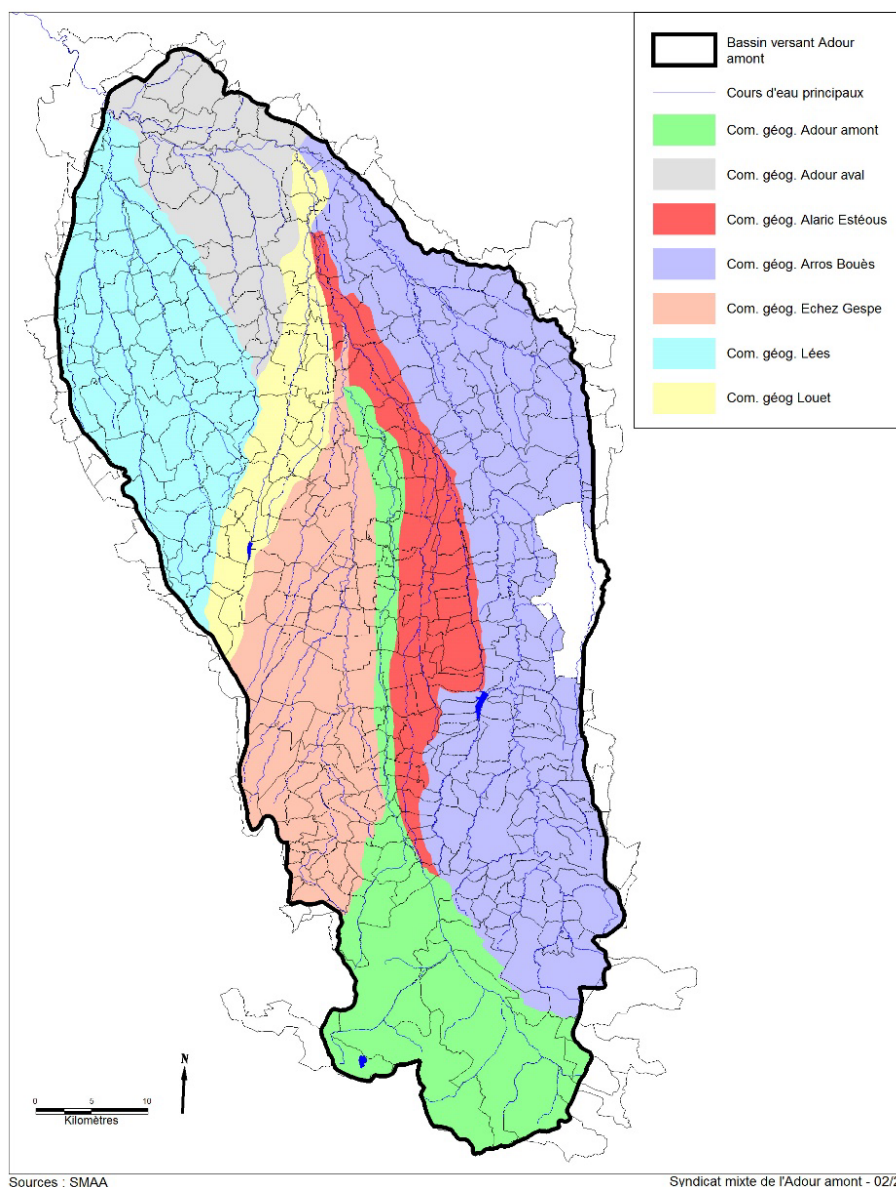 Bassin versant Adour
amont
Cours d'eau principaux
Com. géog. Adour amont
Com. géog. Adour aval
Com. géog. Alaric Estéous
Com. géog. Arros Bouès
Com. géog. Echez Gespe
Com. géog. Lées
Com. géog Louet
N
0 5 10
Kilomètres
Sources : SMAA
Syndicat mixte de l'Adour amont - 02/2